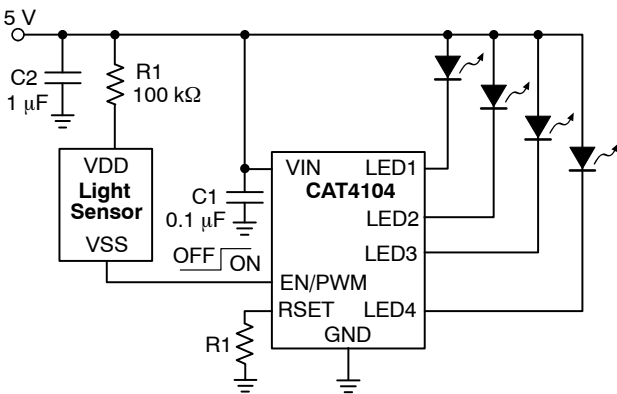 5 V
C2
1 μF
R1
100 kΩ
VDD
Light
Sensor
VSS
C1
0.1 μF
OFF
ON
VIN
LED1
CAT4104
LED2
LED3
EN/PWM
RSET
LED4
GND
R1